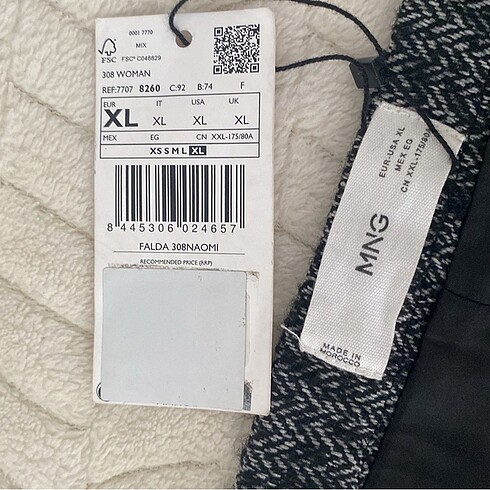 0001 7770
MIX
FSC
FSC® C048829
308 WOMAN
REF:7707 8260 C:92 B:74 F
EUR IT USA UK
XL XL XL XL
MEX EG CN XXL-175/80A
XS S M L XL
8 445306 024657
FALDA 308NAOMI
RECOMMENDED PRICE (RRP)
EUR-USA XL
MEX EG
CN XXL-175/80A
MNG
MADE IN
MOROCCO